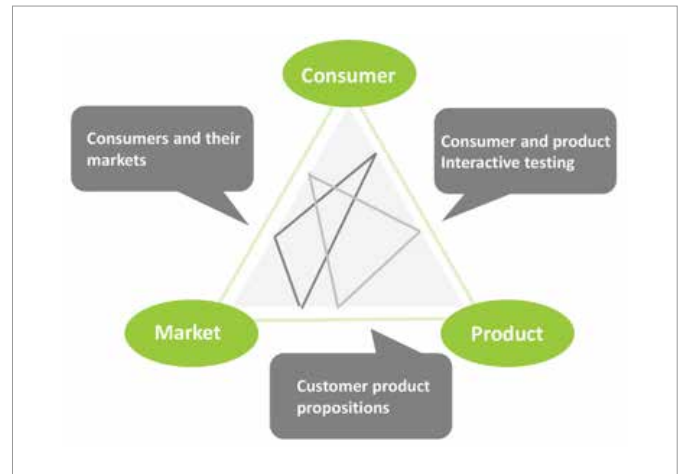 Consumer
Consumers and their
markets
Consumer and product
Interactive testing
Market
Product
Customer product
propositions